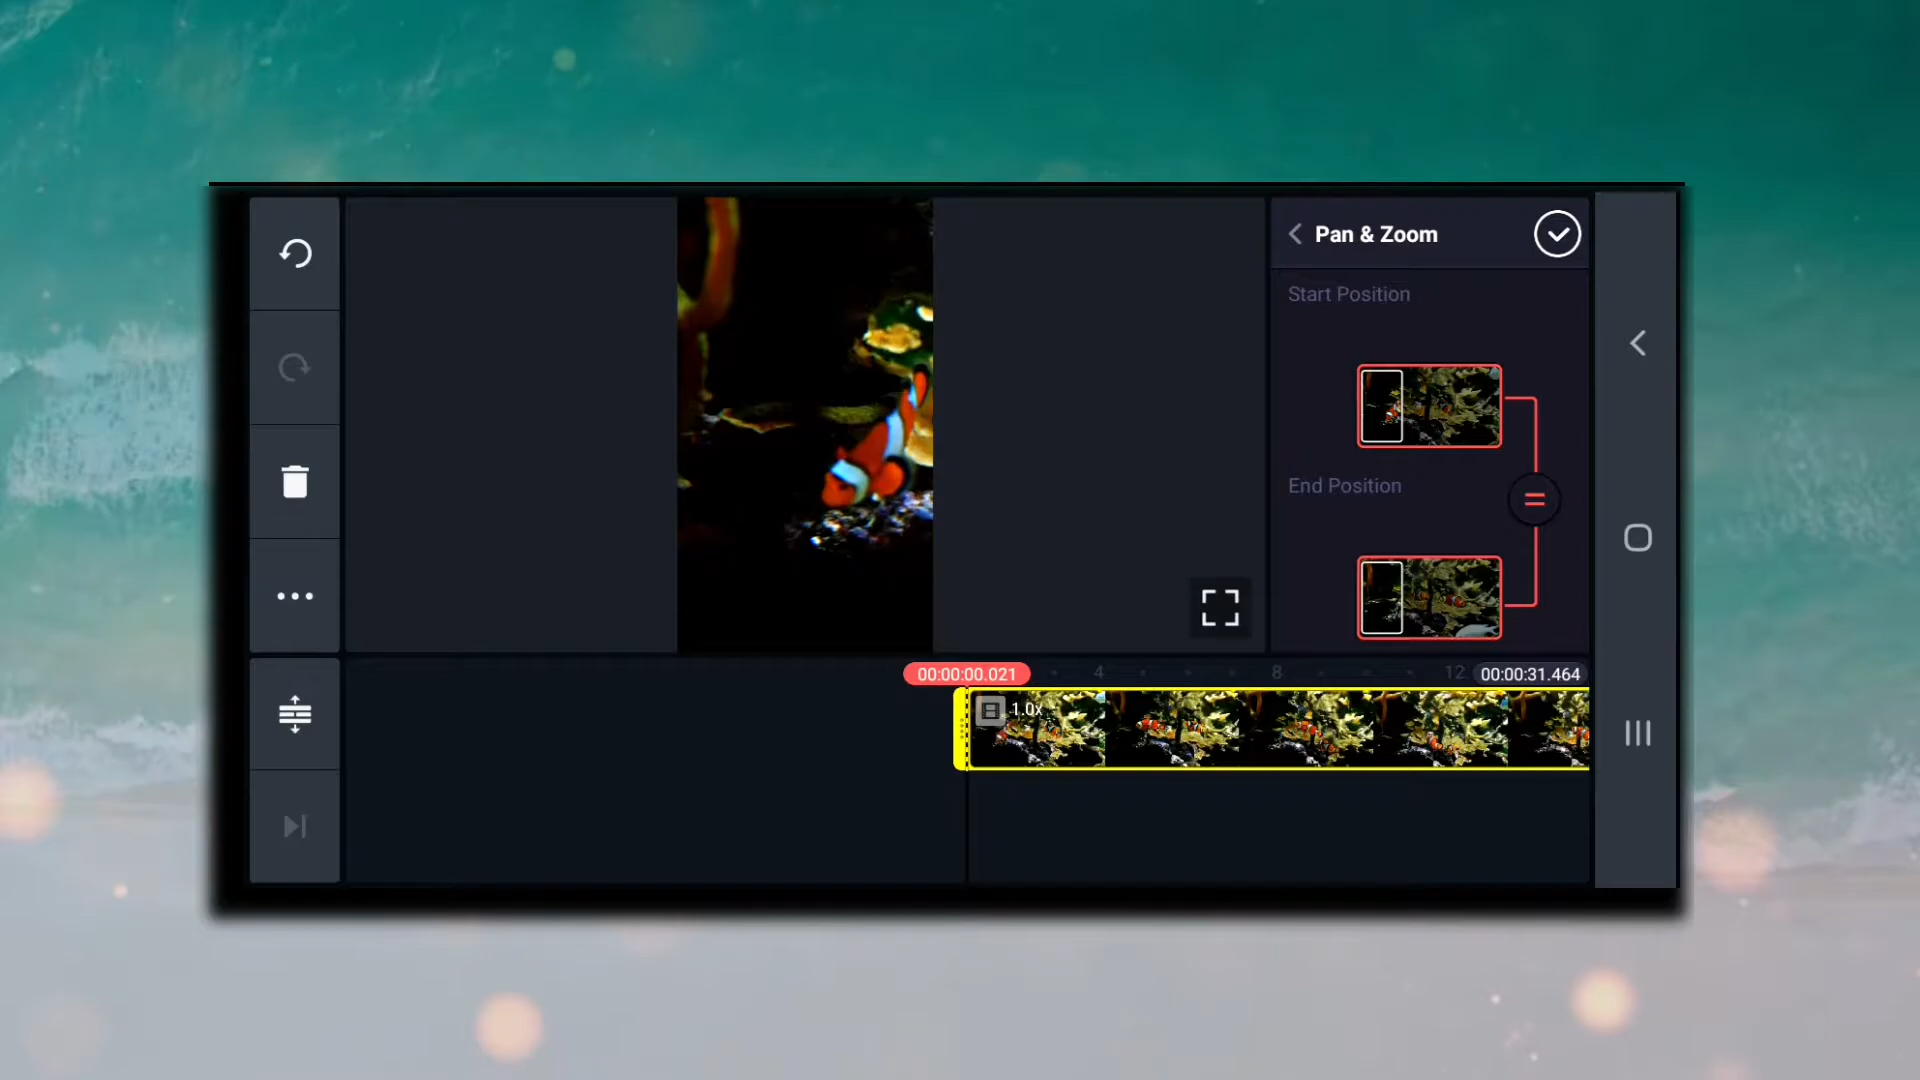 Pan & Zoom
Start Position
End Position
00:00:00.021
4
8
12
00:00:31.464
1.0x